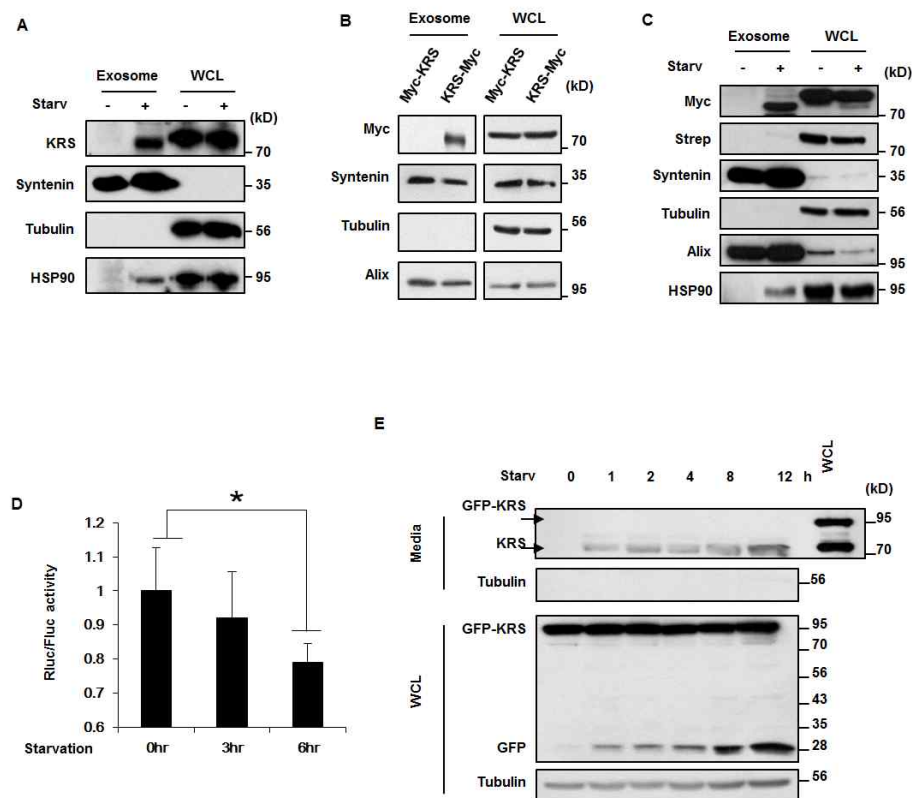 A
Exosome WCL
Starv - + - + (kD)
KRS 70
Syntenin 35
Tubulin 56
HSP90 95
B
Exosome WCL
Myc-KRS KRS-Myc Myc-KRS KRS-Myc (kD)
Myc 70
Syntenin 35
Tubulin 56
Alix 95
C
Exosome WCL
Starv - + - + (kD)
Myc 70
Strep 70
Syntenin 35
Tubulin 56
Alix 95
HSP90 95
D
*
Rluc/Fluc activity
1.2
1.1
1
0.9
0.8
0.7
0.6
Starvation 0hr 3hr 6hr
E
Starv 0 1 2 4 8 12 h WCL
(kD)
Media
GFP-KRS 95
KRS 70
Tubulin 56
WCL
GFP-KRS 95
70
56
43
35
GFP 28
Tubulin 56